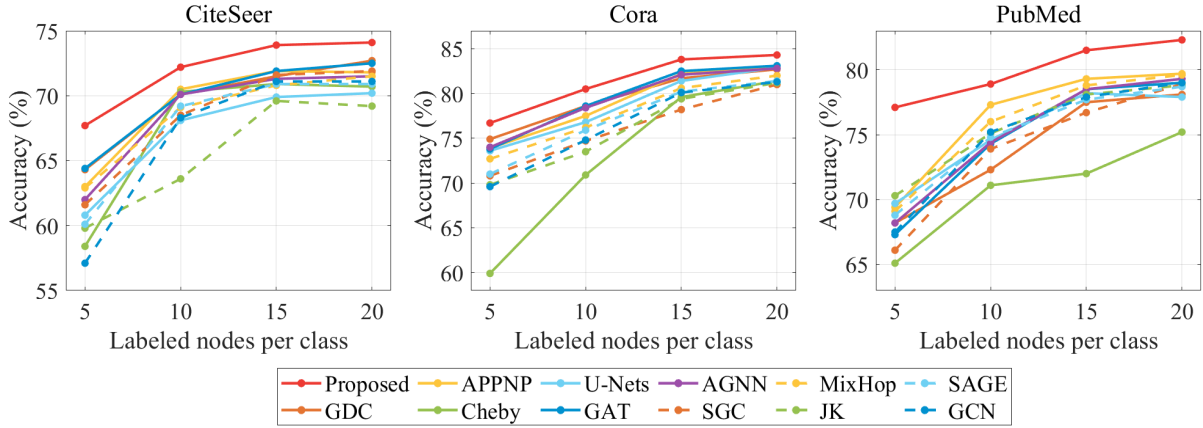 CiteSeer
75
70
65
60
55
Accuracy (%)
5 10 15 20
Labeled nodes per class
Cora
85
80
75
70
65
60
Accuracy (%)
5 10 15 20
Labeled nodes per class
PubMed
80
75
70
65
Accuracy (%)
5 10 15 20
Labeled nodes per class
Proposed APPNP U-Nets AGNN MixHop SAGE
GDC Cheby GAT SGC JK GCN